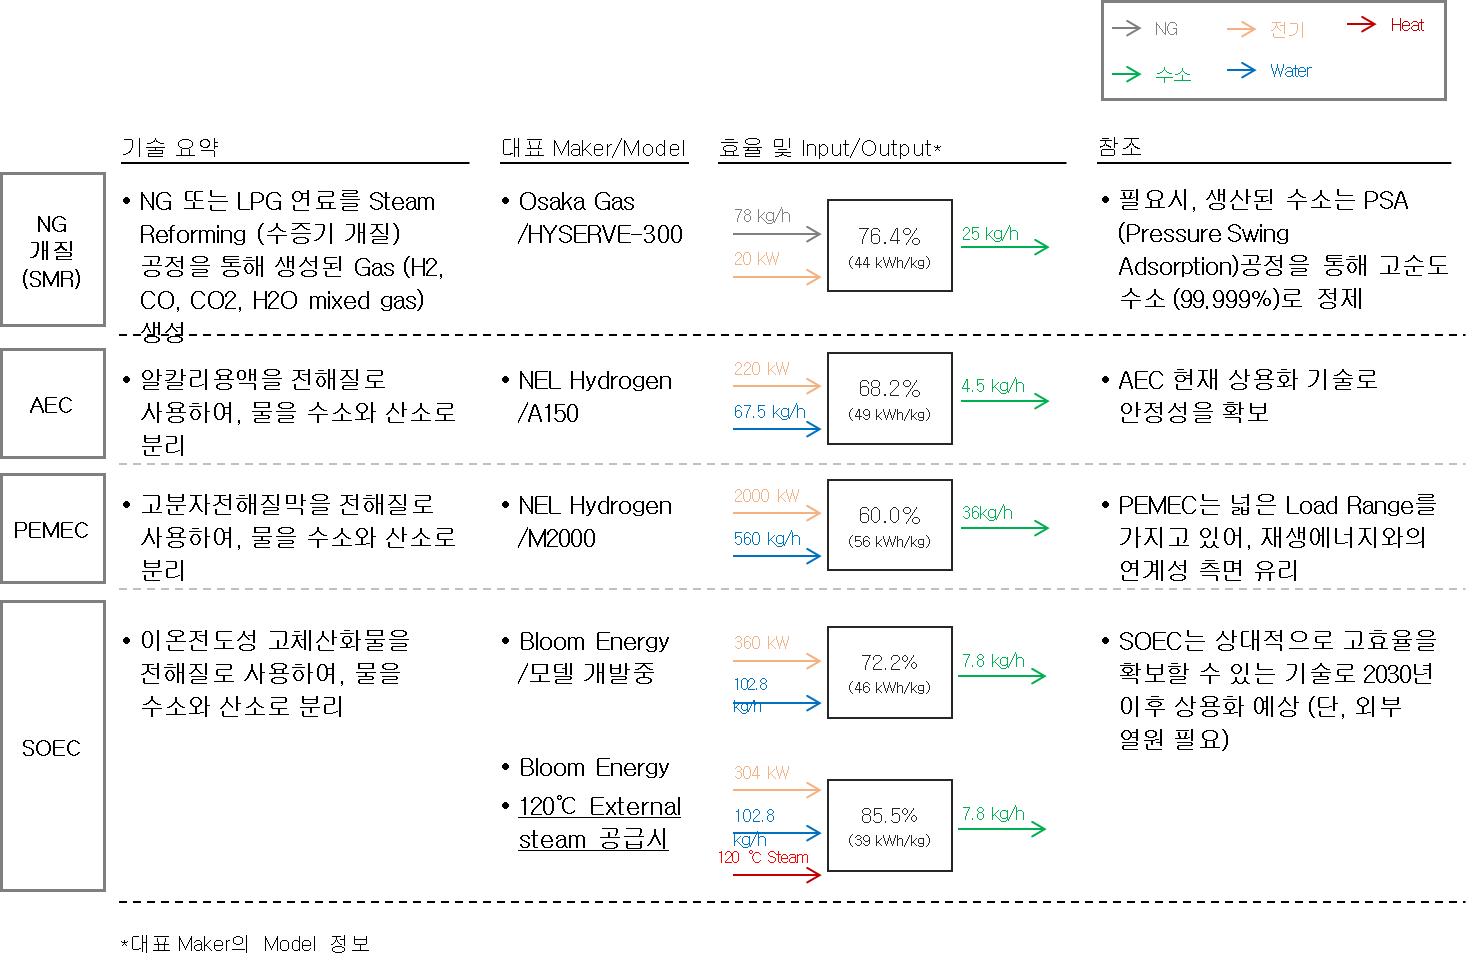 NG
전기
Heat
수소
Water
기술 요약
대표 Maker/Model
효율 및 Input/Output*
참조
NG
개질
(SMR)
• NG 또는 LPG 연료를 Steam
Reforming (수증기 개질)
공정을 통해 생성된 Gas (H2,
CO, CO2, H2O mixed gas)
생성
• Osaka Gas
/HYSERVE-300
78 kg/h
20 kW
76.4%
(44 kWh/kg)
25 kg/h
• 필요시, 생산된 수소는 PSA
(Pressure Swing
Adsorption)공정을 통해 고순도
수소 (99.999%)로 정제
AEC
• 알칼리용액을 전해질로
사용하여, 물을 수소와 산소로
분리
• NEL Hydrogen
/A150
220 kW
67.5 kg/h
68.2%
(49 kWh/kg)
4.5 kg/h
• AEC 현재 상용화 기술로
안정성을 확보
PEMEC
• 고분자전해질막을 전해질로
사용하여, 물을 수소와 산소로
분리
• NEL Hydrogen
/M2000
2000 kW
560 kg/h
60.0%
(56 kWh/kg)
36kg/h
• PEMEC는 넓은 Load Range를
가지고 있어, 재생에너지와의
연계성 측면 유리
SOEC
• 이온전도성 고체산화물을
전해질로 사용하여, 물을
수소와 산소로 분리
• Bloom Energy
/모델 개발중
360 kW
102.8
kg/h
72.2%
(46 kWh/kg)
7.8 kg/h
• SOEC는 상대적으로 고효율을
확보할 수 있는 기술로 2030년
이후 상용화 예상 (단, 외부
열원 필요)
• Bloom Energy
• 120℃ External
steam 공급시
304 kW
102.8
kg/h
120 ℃ Steam
85.5%
(39 kWh/kg)
7.8 kg/h
*대표 Maker의 Model 정보